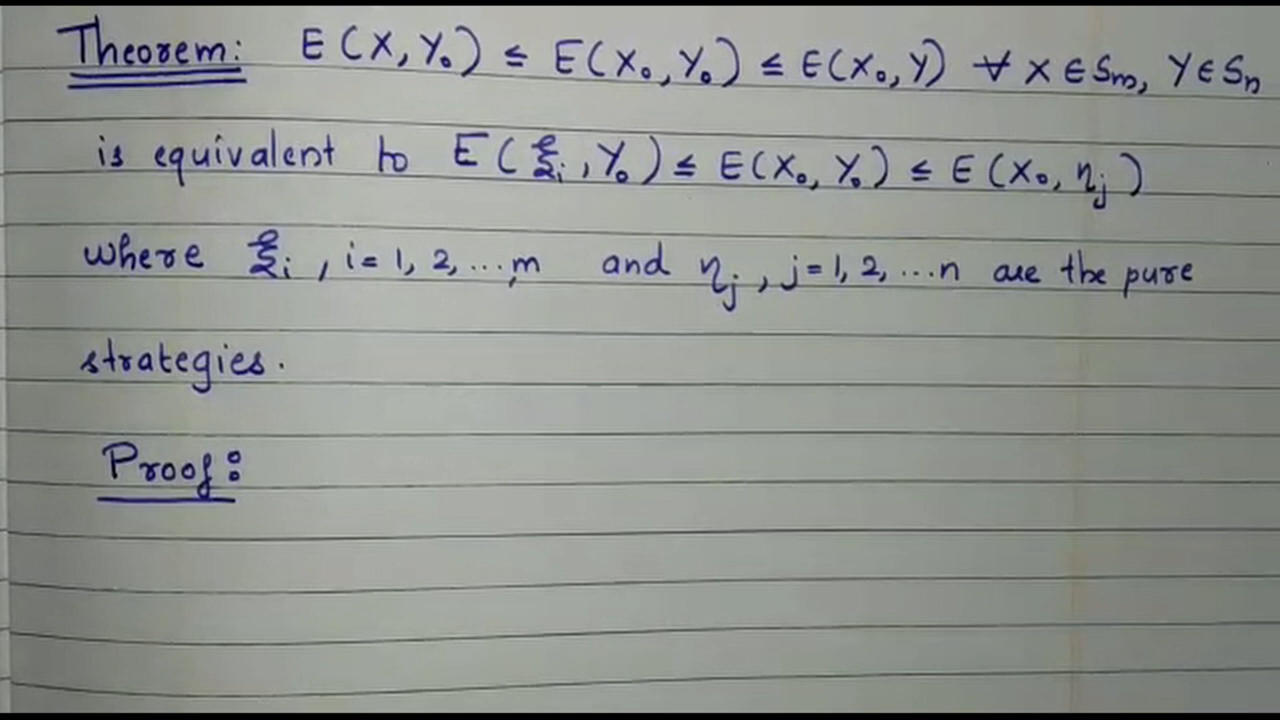 Theorem: E(X, Y₀) ≤ E(X₀, Y₀) ≤ E(X₀, Y) ∀ X ∈ Sₘ, Y ∈ Sₙ
is equivalent to E(ξᵢ, Y₀) ≤ E(X₀, Y₀) ≤ E(X₀, ηⱼ)
where ξᵢ, i = 1, 2, ...m and ηⱼ, j = 1, 2, ...n are the pure
strategies.
Proof: